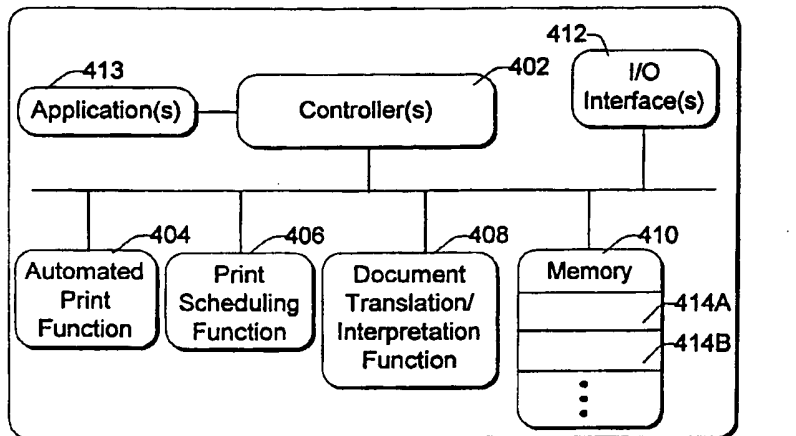 413
Application(s)
402
Controller(s)
412
I/O
Interface(s)
404
Automated
Print
Function
406
Print
Scheduling
Function
408
Document
Translation/
Interpretation
Function
410
Memory
414A
414B